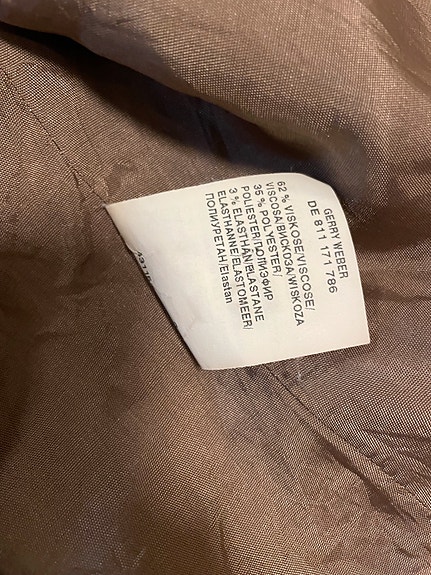 GERRY WEBER
DE 811 171 786
62 % VISKOSE/VISCOSE/
VISCOSA/ВИСКОЗА/WISKOZA
35 % POLYESTER/
POLIESTER/ПОЛИЭФИР
3 % ELASTHAN/ELASTANE
ELASTHANNE/ELASTOMEER/
ПОЛИУРЕТАН/Elastan